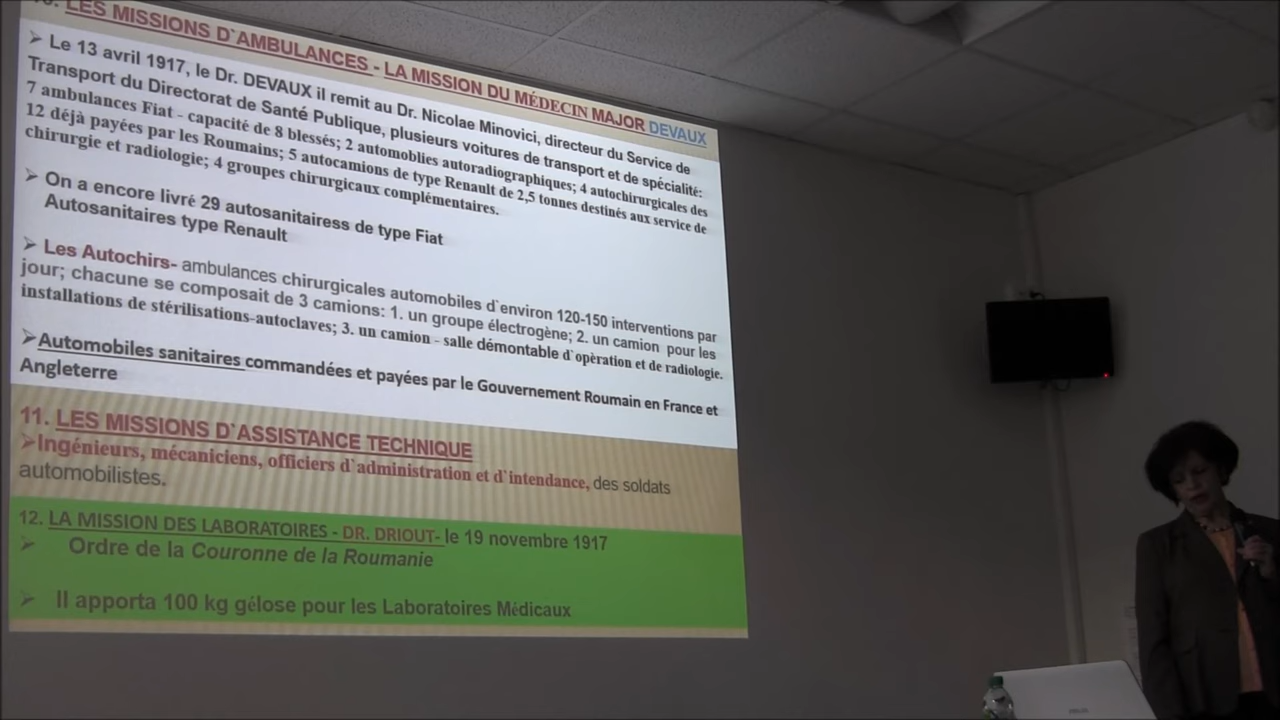 10. LES MISSIONS D`AMBULANCES - LA MISSION DU MÉDECIN MAJOR DEVAUX
➢ Le 13 avril 1917, le Dr. DEVAUX il remit au Dr. Nicolae Minovici, directeur du Service de
Transport du Directorat de Santé Publique, plusieurs voitures de transport et de spécialité:
7 ambulances Fiat - capacité de 8 blessés; 2 automoblies autoradiographiques; 4 autochirurgicales des
12 déjà payées par les Roumains; 5 autocamions de type Renault de 2,5 tonnes destinés aux service de
chirurgie et radiologie; 4 groupes chirurgicaux complémentaires.
➢ On a encore livré 29 autosanitairess de type Fiat
Autosanitaires type Renault
➢ Les Autochirs- ambulances chirurgicales automobiles d`environ 120-150 interventions par
jour; chacune se composait de 3 camions: 1. un groupe électrogène; 2. un camion pour les
installations de stérilisations-autoclaves; 3. un camion - salle démontable d`opèration et de radiologie.
➢Automobiles sanitaires commandées et payées par le Gouvernement Roumain en France et
Angleterre
11. LES MISSIONS D`ASSISTANCE TECHNIQUE
➢Ingénieurs, mécaniciens, officiers d`administration et d`intendance, des soldats
automobilistes.
12. LA MISSION DES LABORATOIRES - DR. DRIOUT- le 19 novembre 1917
➢ Ordre de la Couronne de la Roumanie
➢ Il apporta 100 kg gélose pour les Laboratoires Médicaux